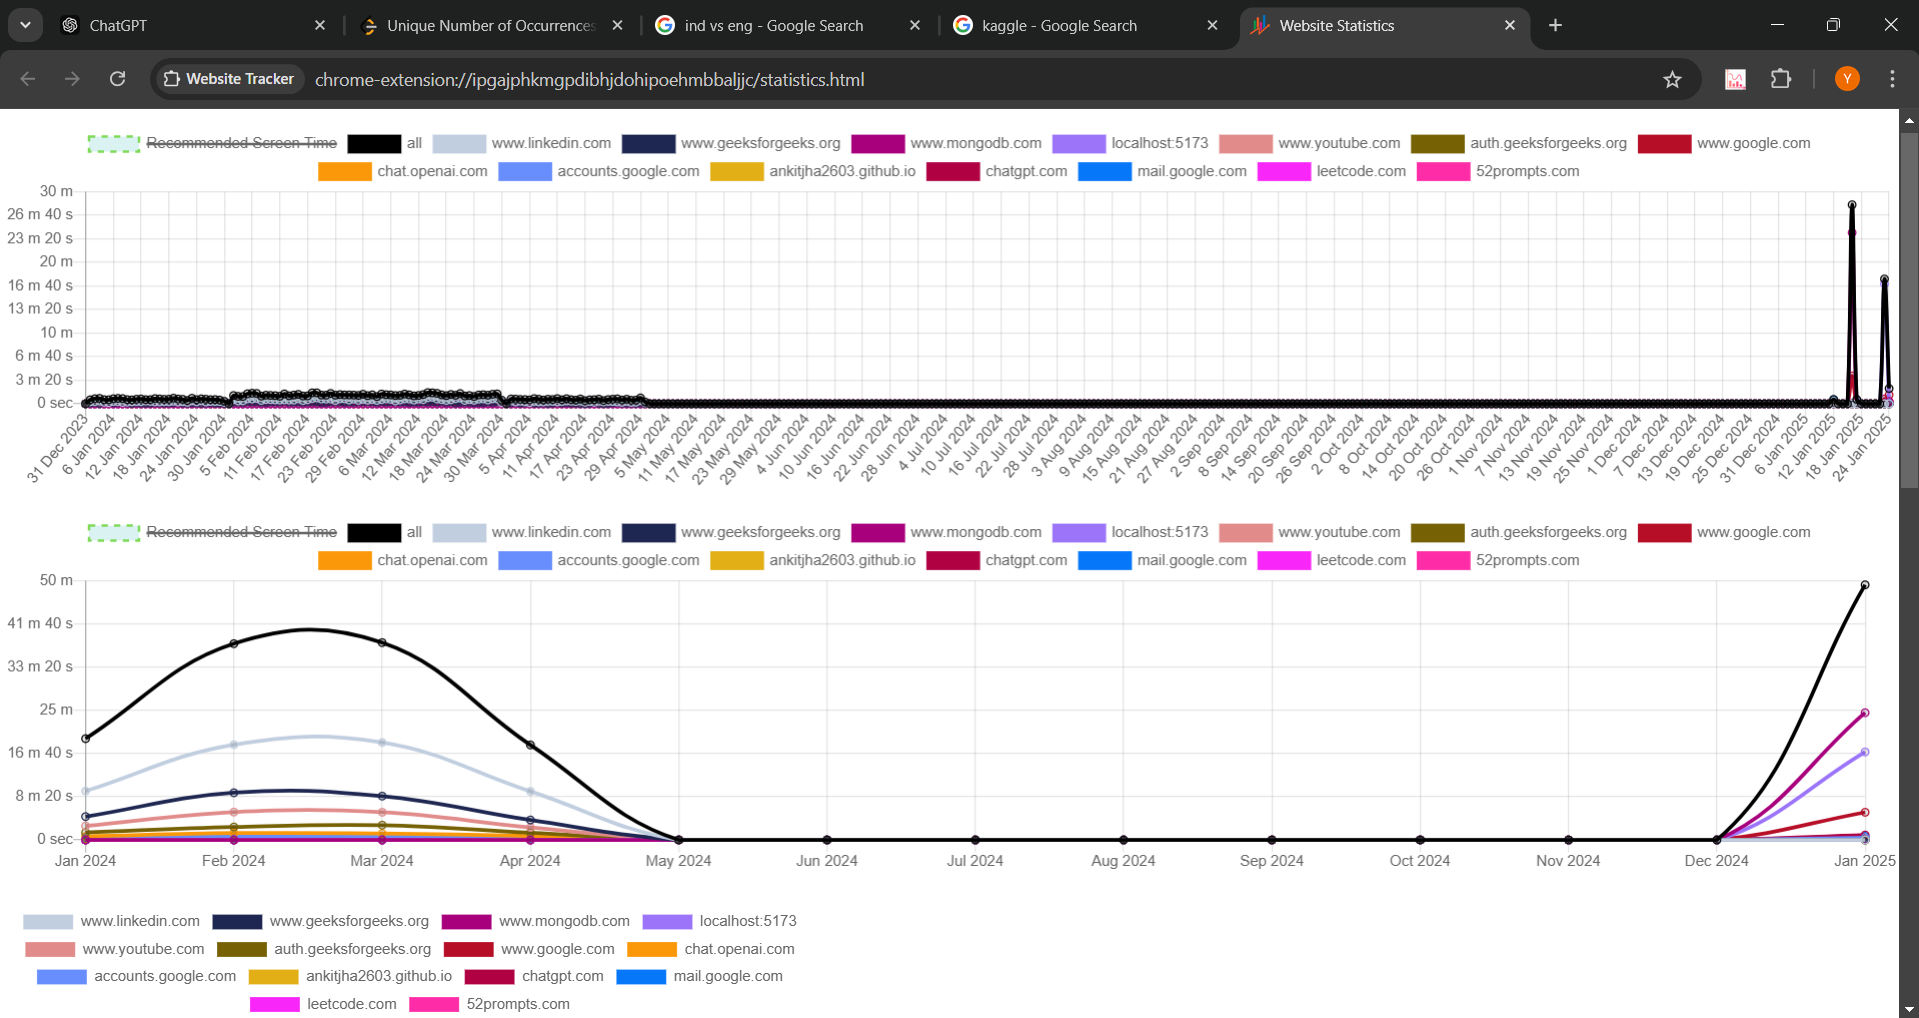 ChatGPT
Unique Number of Occurrences
ind vs eng - Google Search
kaggle - Google Search
Website Statistics
Website Tracker
chrome-extension://ipgajphkmgpdibhjdohipoehmbbaljjc/statistics.html
Y
Recommended Screen Time all www.linkedin.com www.geeksforgeeks.org www.mongodb.com localhost:5173 www.youtube.com auth.geeksforgeeks.org www.google.com
chat.openai.com accounts.google.com ankitjha2603.github.io chatgpt.com mail.google.com leetcode.com 52prompts.com
30 m
26 m 40 s
23 m 20 s
20 m
16 m 40 s
13 m 20 s
10 m
6 m 40 s
3 m 20 s
0 sec
31 Dec 2023
6 Jan 2024
12 Jan 2024
18 Jan 2024
24 Jan 2024
30 Jan 2024
5 Feb 2024
11 Feb 2024
17 Feb 2024
23 Feb 2024
29 Feb 2024
6 Mar 2024
12 Mar 2024
18 Mar 2024
24 Mar 2024
30 Mar 2024
5 Apr 2024
11 Apr 2024
17 Apr 2024
23 Apr 2024
29 Apr 2024
5 May 2024
11 May 2024
17 May 2024
23 May 2024
29 May 2024
4 Jun 2024
10 Jun 2024
16 Jun 2024
22 Jun 2024
28 Jun 2024
4 Jul 2024
10 Jul 2024
16 Jul 2024
22 Jul 2024
28 Jul 2024
3 Aug 2024
9 Aug 2024
15 Aug 2024
21 Aug 2024
27 Aug 2024
2 Sep 2024
8 Sep 2024
14 Sep 2024
20 Sep 2024
26 Sep 2024
2 Oct 2024
8 Oct 2024
14 Oct 2024
20 Oct 2024
26 Oct 2024
1 Nov 2024
7 Nov 2024
13 Nov 2024
19 Nov 2024
25 Nov 2024
1 Dec 2024
7 Dec 2024
13 Dec 2024
19 Dec 2024
25 Dec 2024
31 Dec 2024
6 Jan 2025
12 Jan 2025
18 Jan 2025
24 Jan 2025
Recommended Screen Time all www.linkedin.com www.geeksforgeeks.org www.mongodb.com localhost:5173 www.youtube.com auth.geeksforgeeks.org www.google.com
chat.openai.com accounts.google.com ankitjha2603.github.io chatgpt.com mail.google.com leetcode.com 52prompts.com
50 m
41 m 40 s
33 m 20 s
25 m
16 m 40 s
8 m 20 s
0 sec
Jan 2024 Feb 2024 Mar 2024 Apr 2024 May 2024 Jun 2024 Jul 2024 Aug 2024 Sep 2024 Oct 2024 Nov 2024 Dec 2024 Jan 2025
www.linkedin.com www.geeksforgeeks.org www.mongodb.com localhost:5173
www.youtube.com auth.geeksforgeeks.org www.google.com chat.openai.com
accounts.google.com ankitjha2603.github.io chatgpt.com mail.google.com
leetcode.com 52prompts.com